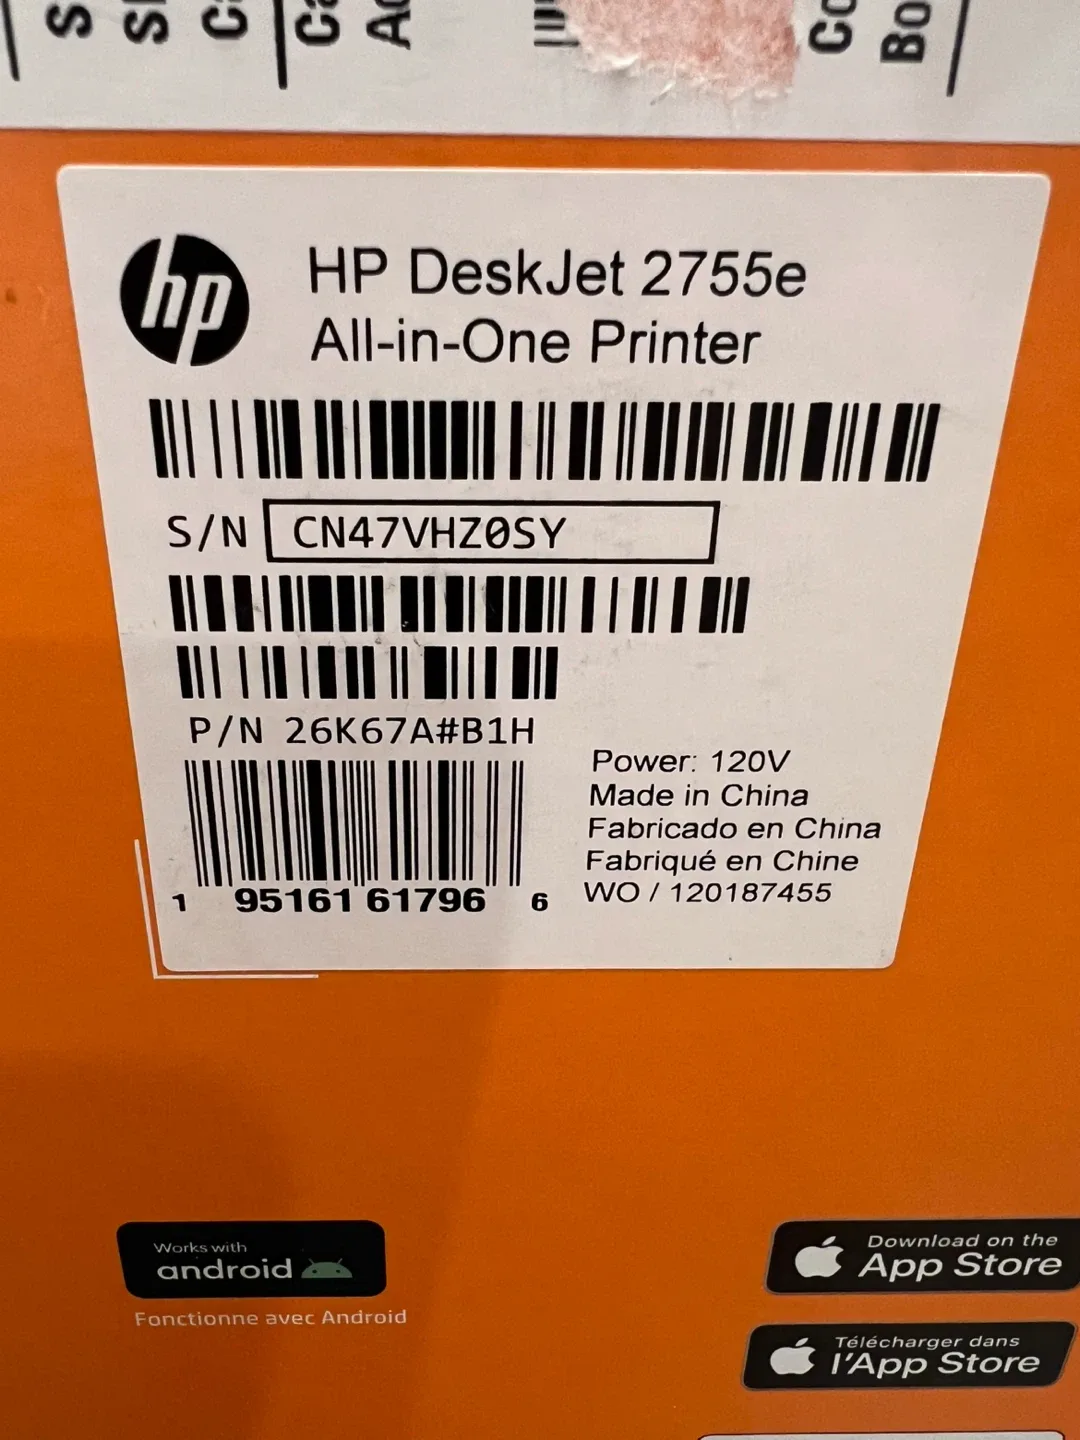 hp
HP DeskJet 2755e
All-in-One Printer
S/N CN47VHZ0SY
P/N 26K67A#B1H
1 95161 61796 6
Power: 120V
Made in China
Fabricado en China
Fabriqué en Chine
WO / 120187455
Works with
android
Fonctionne avec Android
Download on the
App Store
Télécharger dans
l'App Store